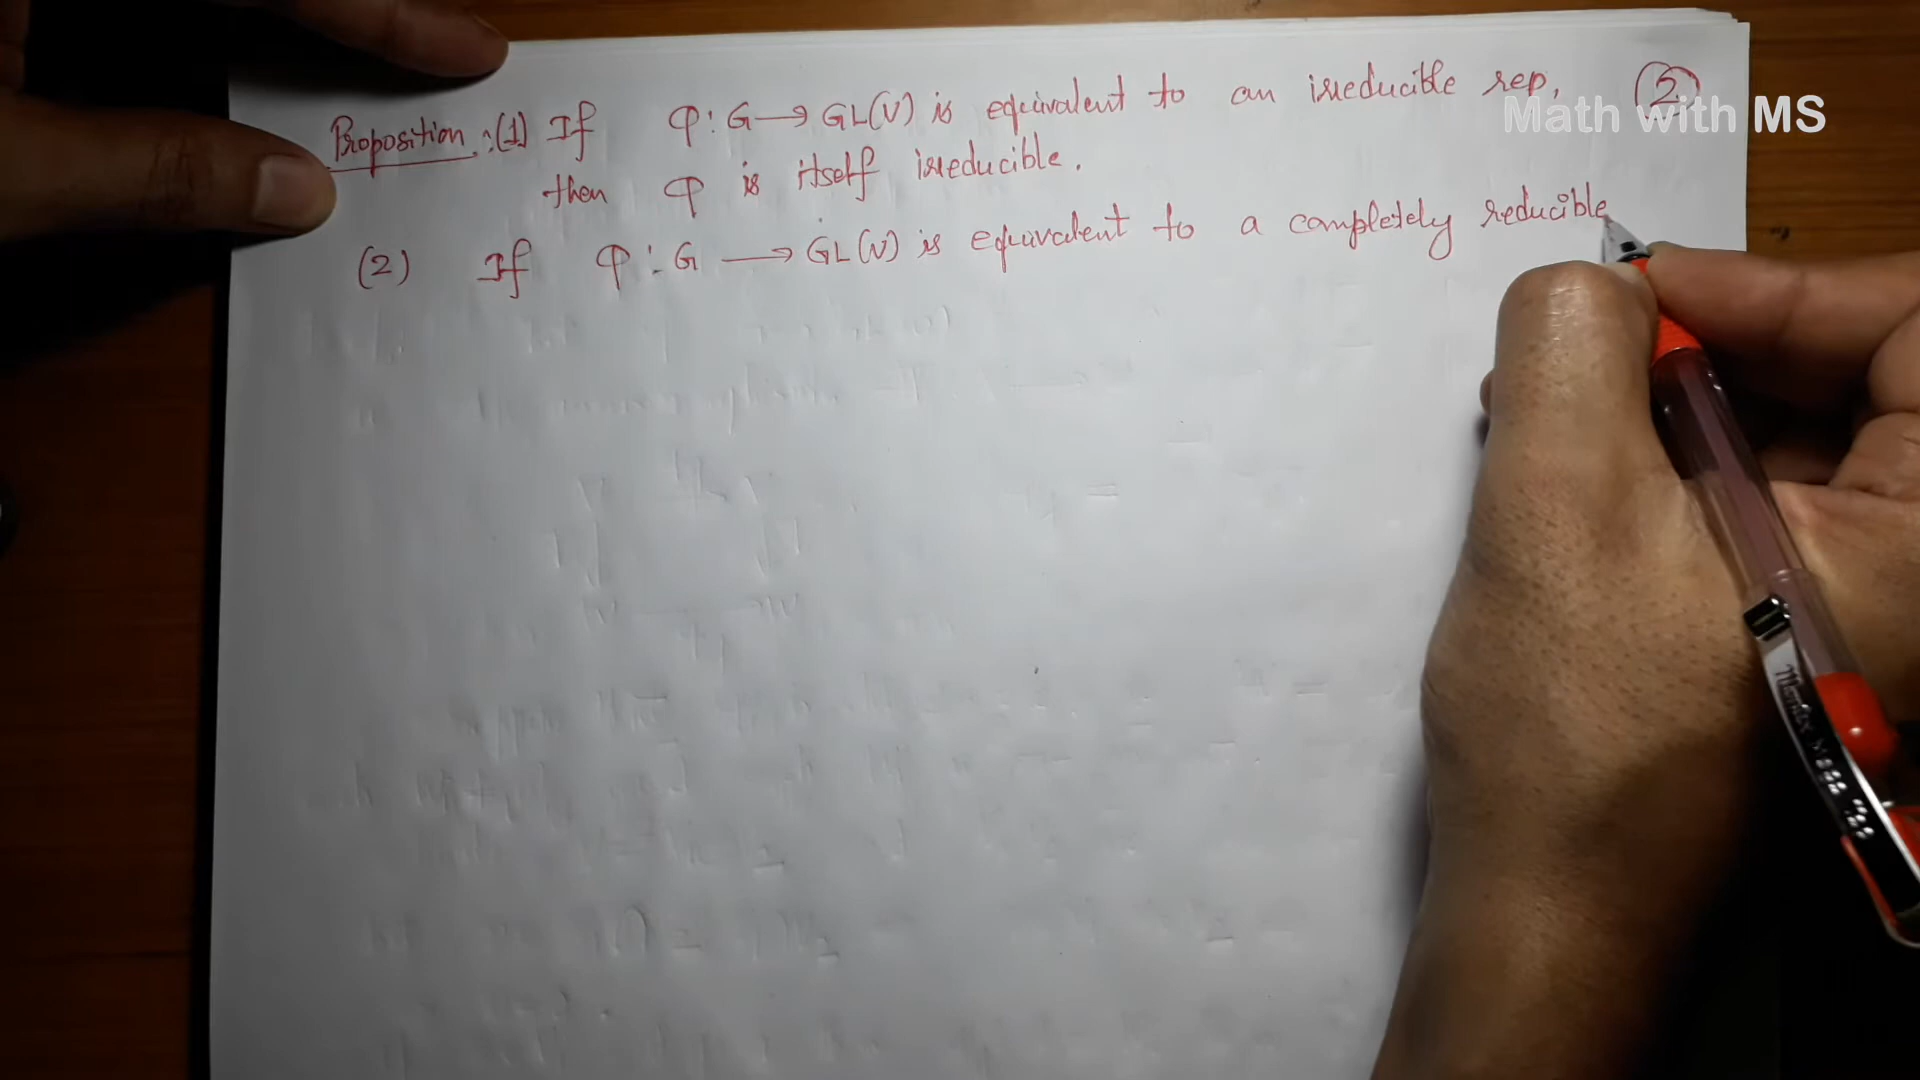 Proposition :(1) If φ: G → GL(V) is equivalent to an irreducible rep, (2)
Math with MS
then φ is itself irreducible.
(2) If φ: G → GL(V) is equivalent to a completely reducible